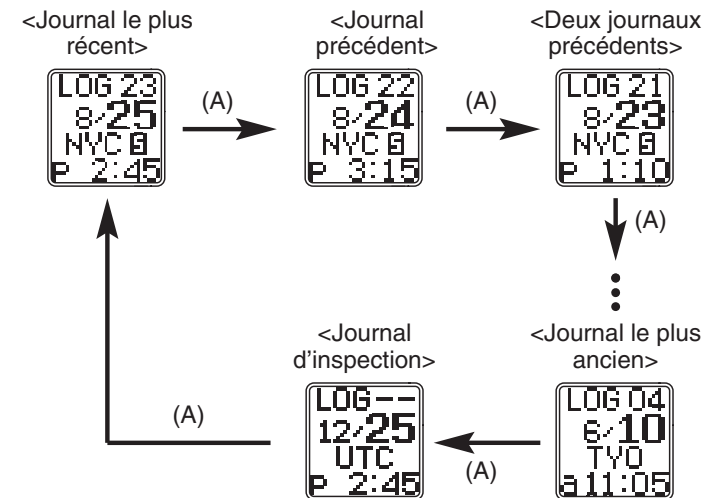 <Journal le plus
récent>
LOG 23
8/25
NYC S
P 2:45
(A)
<Journal
précédent>
LOG 22
8/24
NYC S
P 3:15
(A)
<Deux journaux
précédents>
LOG 21
8/23
NYC S
P 1:10
(A)
<Journal le plus
ancien>
LOG 04
6/10
TYO
a 11:05
(A)
<Journal
d'inspection>
LOG--
12/25
UTC
P 2:45
(A)